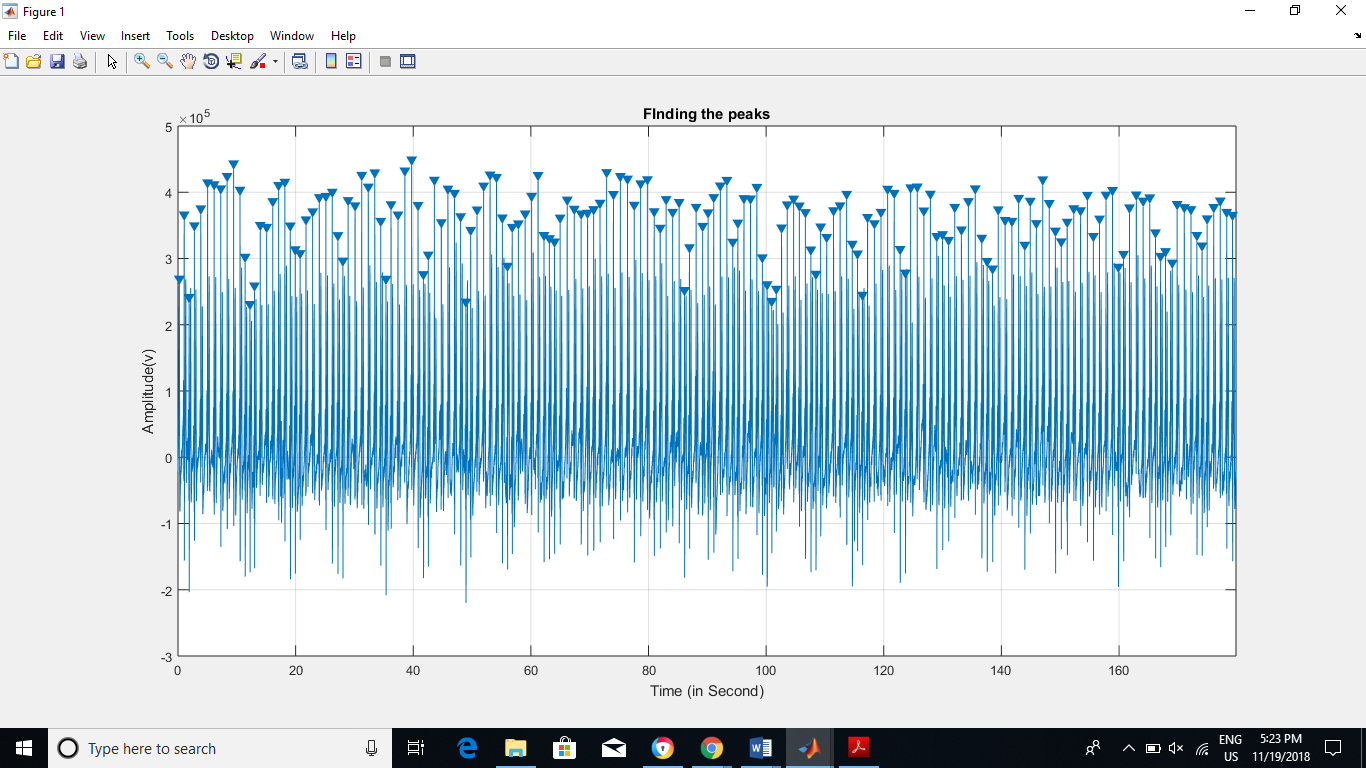 Figure 1
File Edit View Insert Tools Desktop Window Help
FInding the peaks
×10^5
5
4
3
2
1
0
-1
-2
-3
Amplitude(v)
0 20 40 60 80 100 120 140 160
Time (in Second)
Type here to search
ENG 5:23 PM
US 11/19/2018